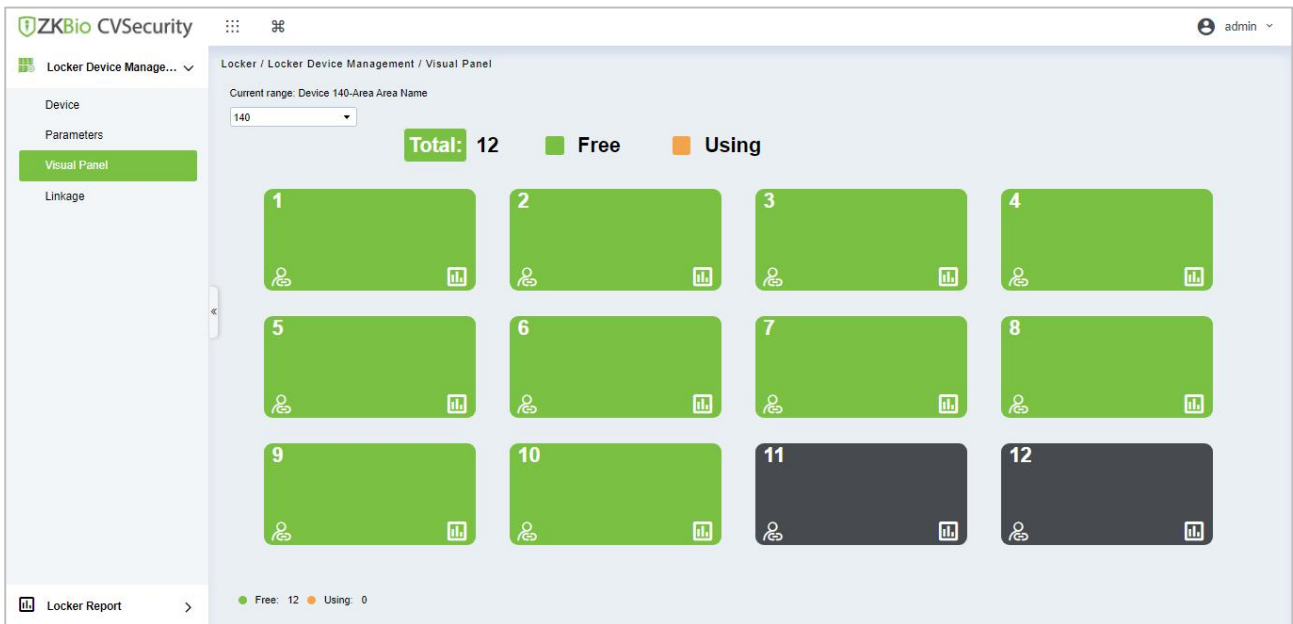 ZKBio CVSecurity
admin
Locker Device Manage...
Locker / Locker Device Management / Visual Panel
Device
Parameters
Visual Panel
Linkage
Current range: Device 140-Area Area Name
140
Total: 12 Free Using
1 2 3 4
5 6 7 8
9 10 11 12
Free: 12 Using: 0
Locker Report